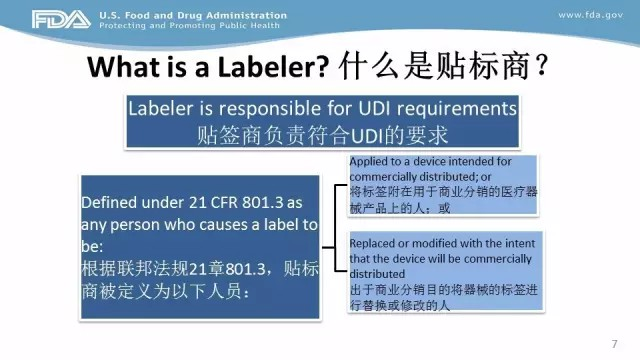 FDA U.S. Food and Drug Administration
Protecting and Promoting Public Health
www.fda.gov
What is a Labeler? 什么是贴标商？
Labeler is responsible for UDI requirements
贴签商负责符合UDI的要求
Defined under 21 CFR 801.3 as
any person who causes a label to
be:
根据联邦法规21章801.3，贴标
商被定义为以下人员：
Applied to a device intended for
commercially distributed; or
将标签附在用于商业分销的医疗器
械产品上的人；或
Replaced or modified with the intent
that the device will be commercially
distributed
出于商业分销目的将器械的标签进
行替换或修改的人
7